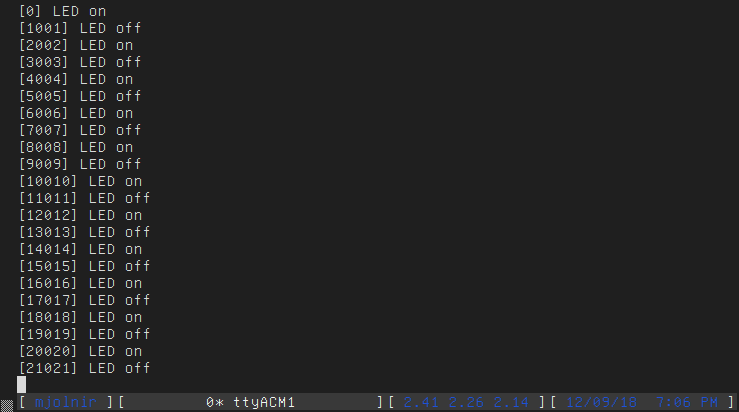 [0] LED on
[1001] LED off
[2002] LED on
[3003] LED off
[4004] LED on
[5005] LED off
[6006] LED on
[7007] LED off
[8008] LED on
[9009] LED off
[10010] LED on
[11011] LED off
[12012] LED on
[13013] LED off
[14014] LED on
[15015] LED off
[16016] LED on
[17017] LED off
[18018] LED on
[19019] LED off
[20020] LED on
[21021] LED off
[ mjolnir ][ 0* ttyACM1 ][ 2.41 2.26 2.14 ][ 12/09/18 7:06 PM ]